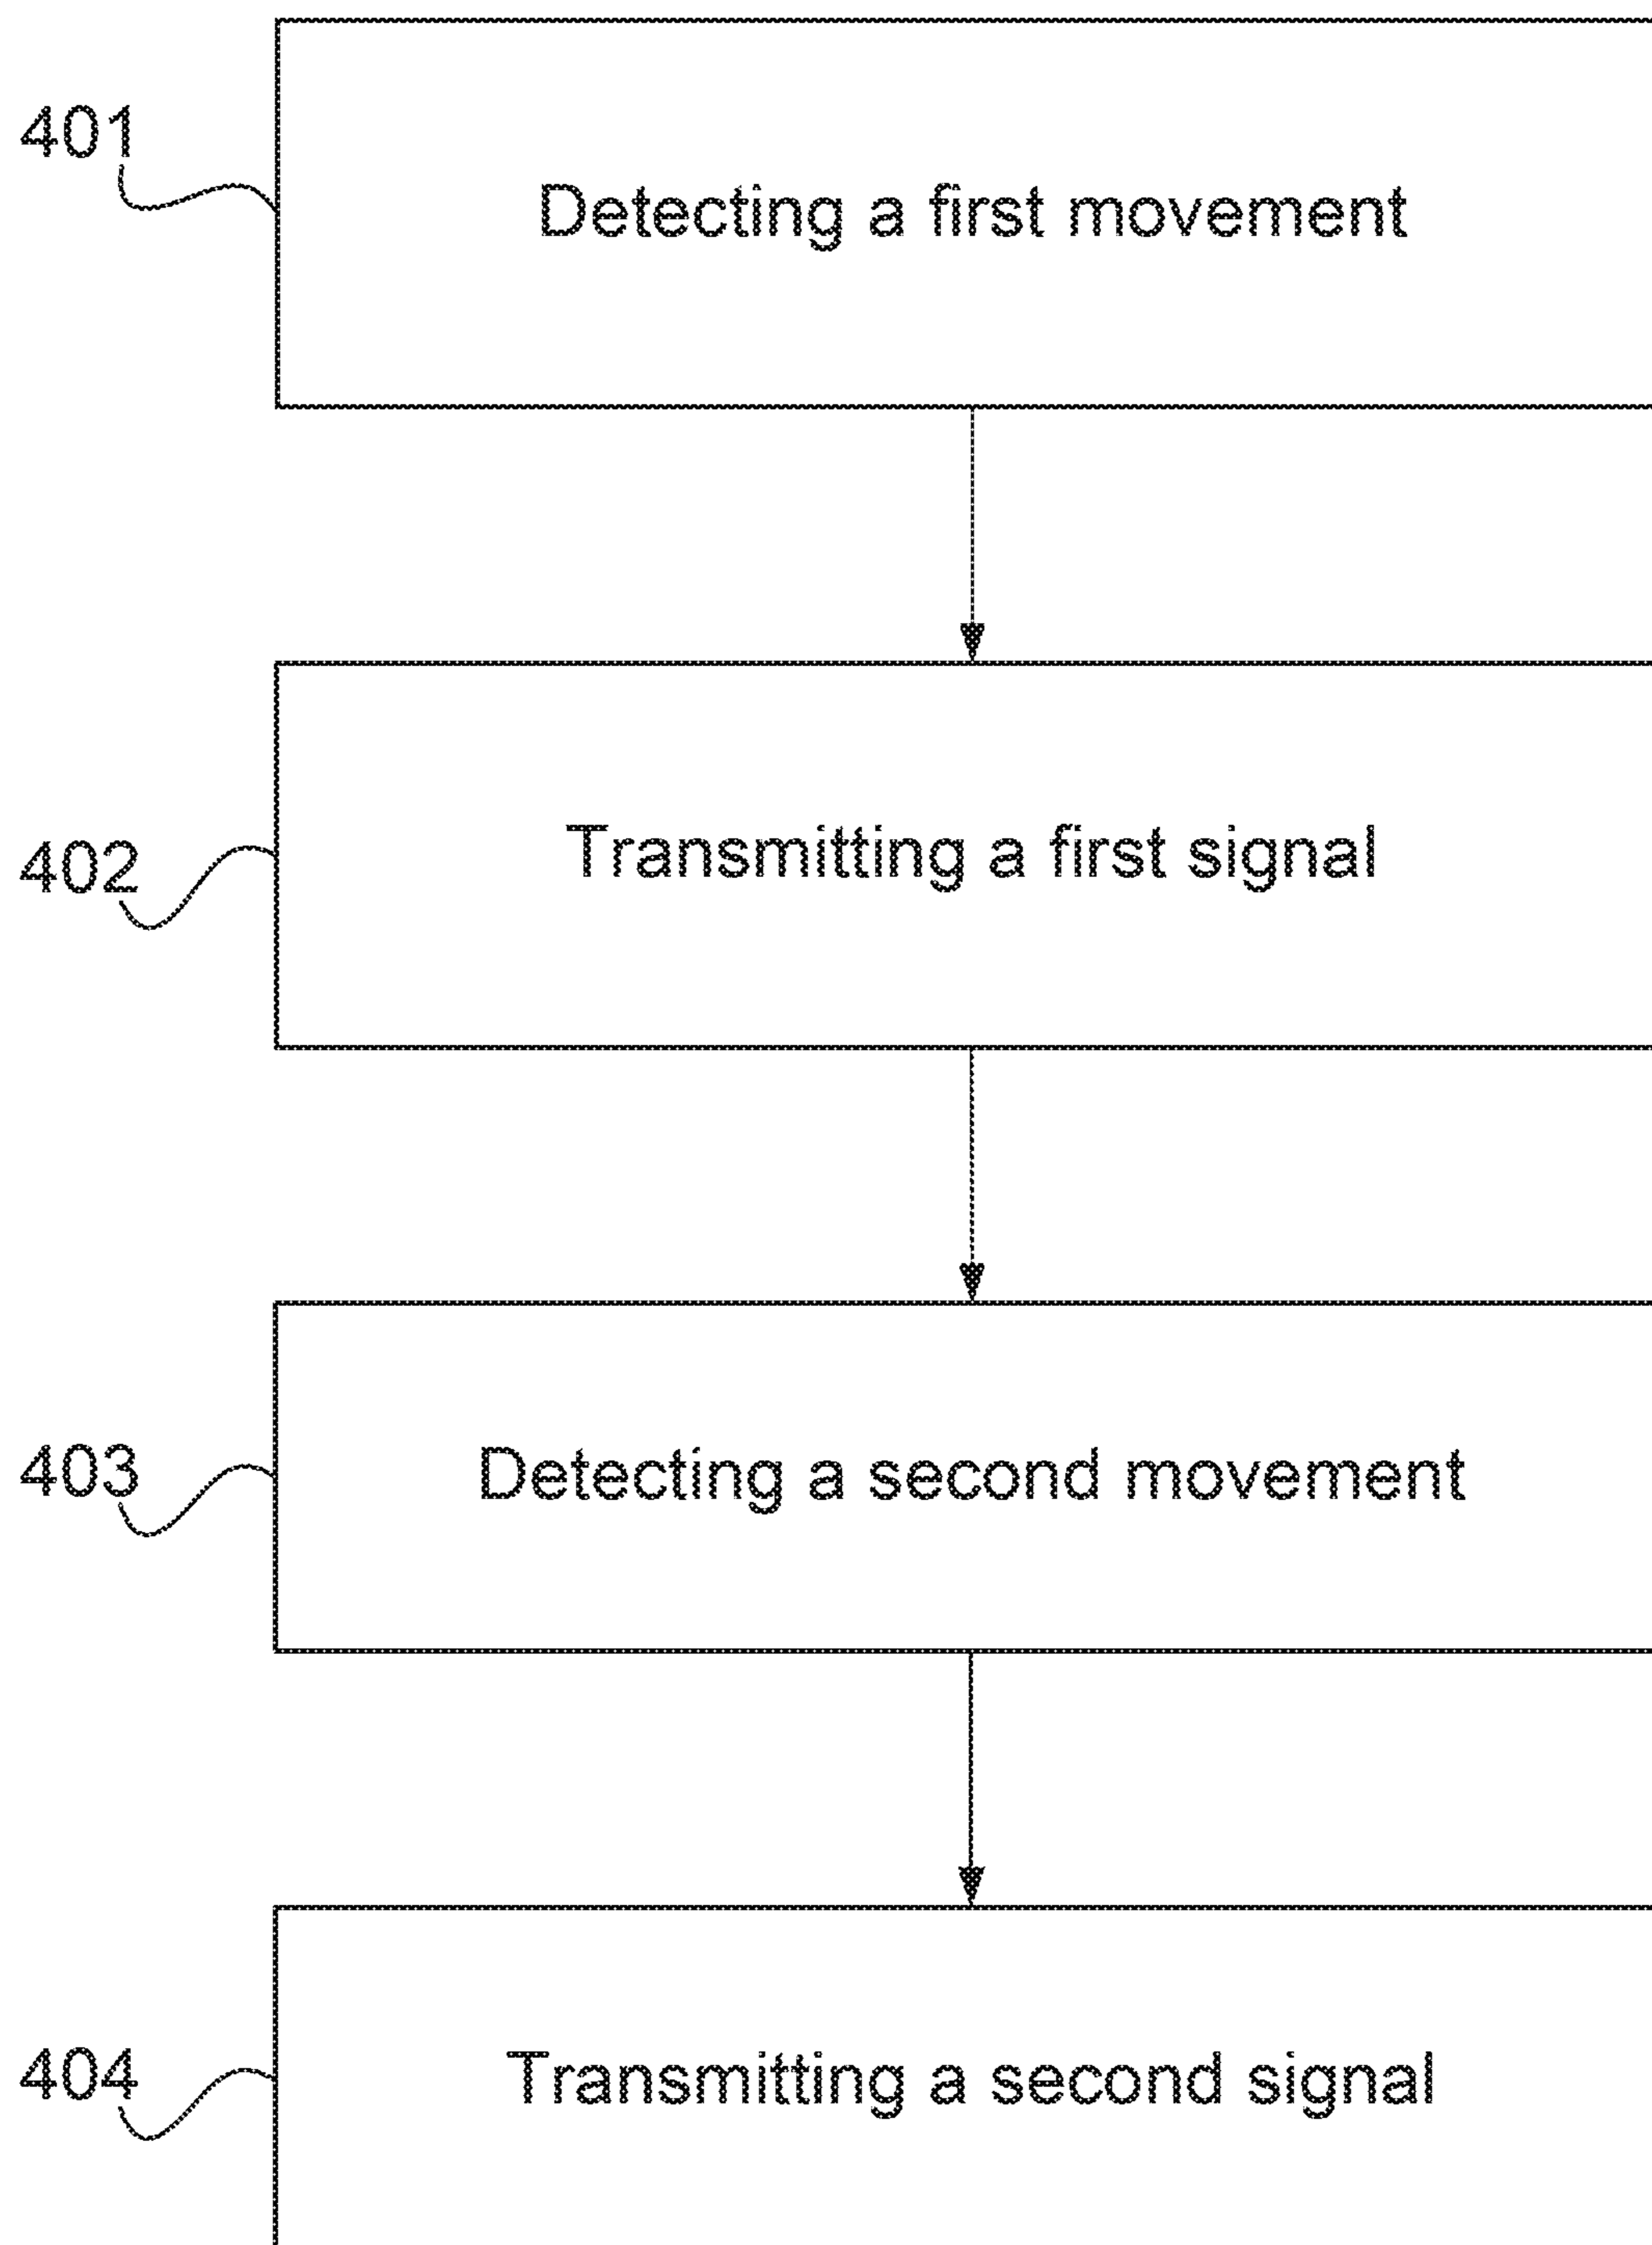 401
Detecting a first movement
402
Transmitting a first signal
403
Detecting a second movement
404
Transmitting a second signal